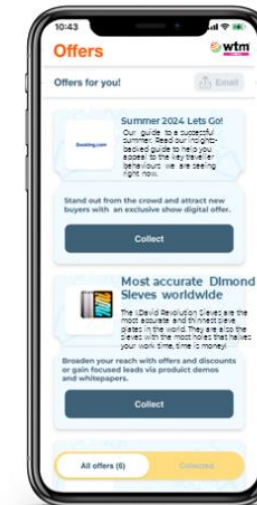 10:43
Offers
wtm
Offers for you!
Email
Summer 2024 Lets Go!
Booking.com
Our guide to a successful
summer. Read our insights-
backed guide to help you
appeal to the key traveller
behaviours we are seeing
right now.
Stand out from the crowd and attract new
buyers with an exclusive show digital offer.
Collect
Most accurate Dimond
Sieves worldwide
The I.David Revolution Sieves are the
most accurate and thinnest sieve
plates in the world. They are also the
sieves with the most holes that halves
your work time, time is money!
Broaden your reach with offers and discounts
or gain focused leads via product demos
and whitepapers.
Collect
All offers (6)
Collected